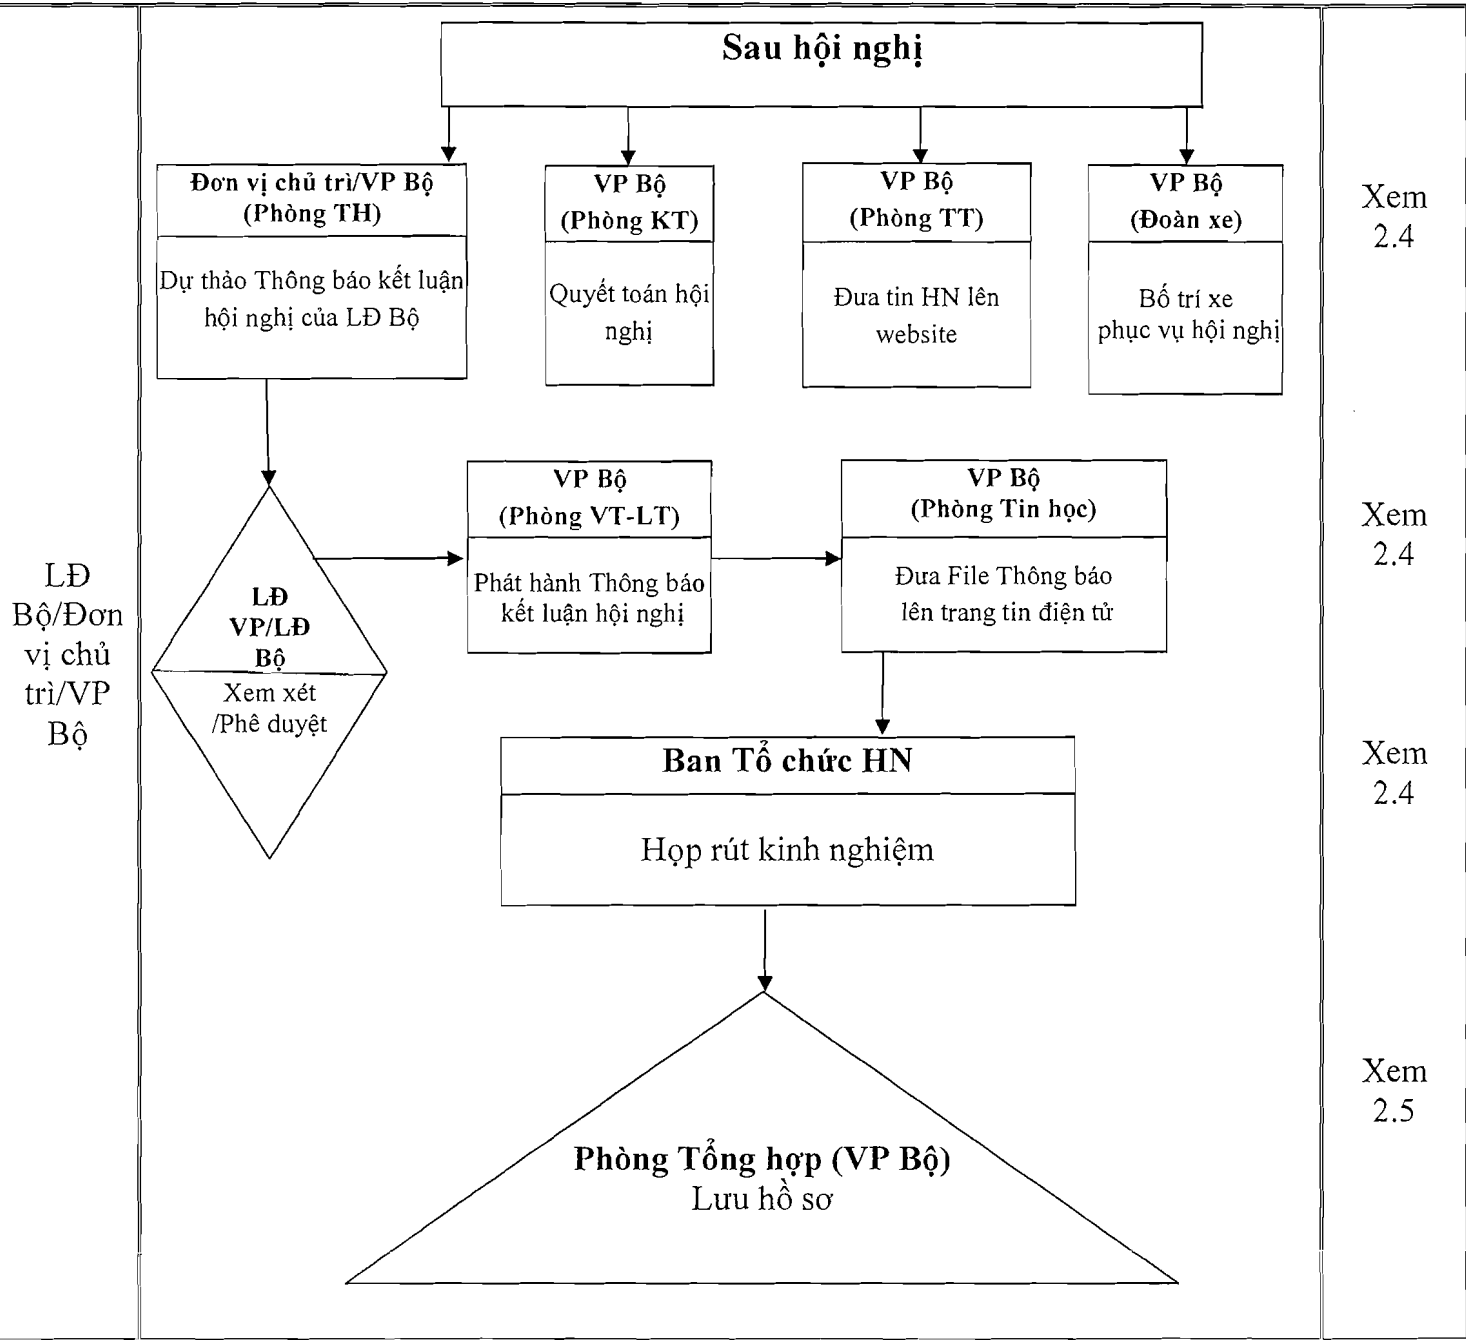 Sau hội nghị
Đơn vị chủ trì/VP Bộ
(Phòng TH)
Dự thảo Thông báo kết luận
hội nghị của LĐ Bộ
VP Bộ
(Phòng KT)
Quyết toán hội
nghị
VP Bộ
(Phòng TT)
Đưa tin HN lên
website
VP Bộ
(Đoàn xe)
Bố trí xe
phục vụ hội nghị
Xem
2.4
LĐ
Bộ/Đơn
vị chủ
trì/VP
Bộ
LĐ
VP/LĐ
Bộ
Xem xét
/Phê duyệt
VP Bộ
(Phòng VT-LT)
Phát hành Thông báo
kết luận hội nghị
VP Bộ
(Phòng Tin học)
Đưa File Thông báo
lên trang tin điện tử
Xem
2.4
Ban Tổ chức HN
Họp rút kinh nghiệm
Xem
2.4
Phòng Tổng hợp (VP Bộ)
Lưu hồ sơ
Xem
2.5